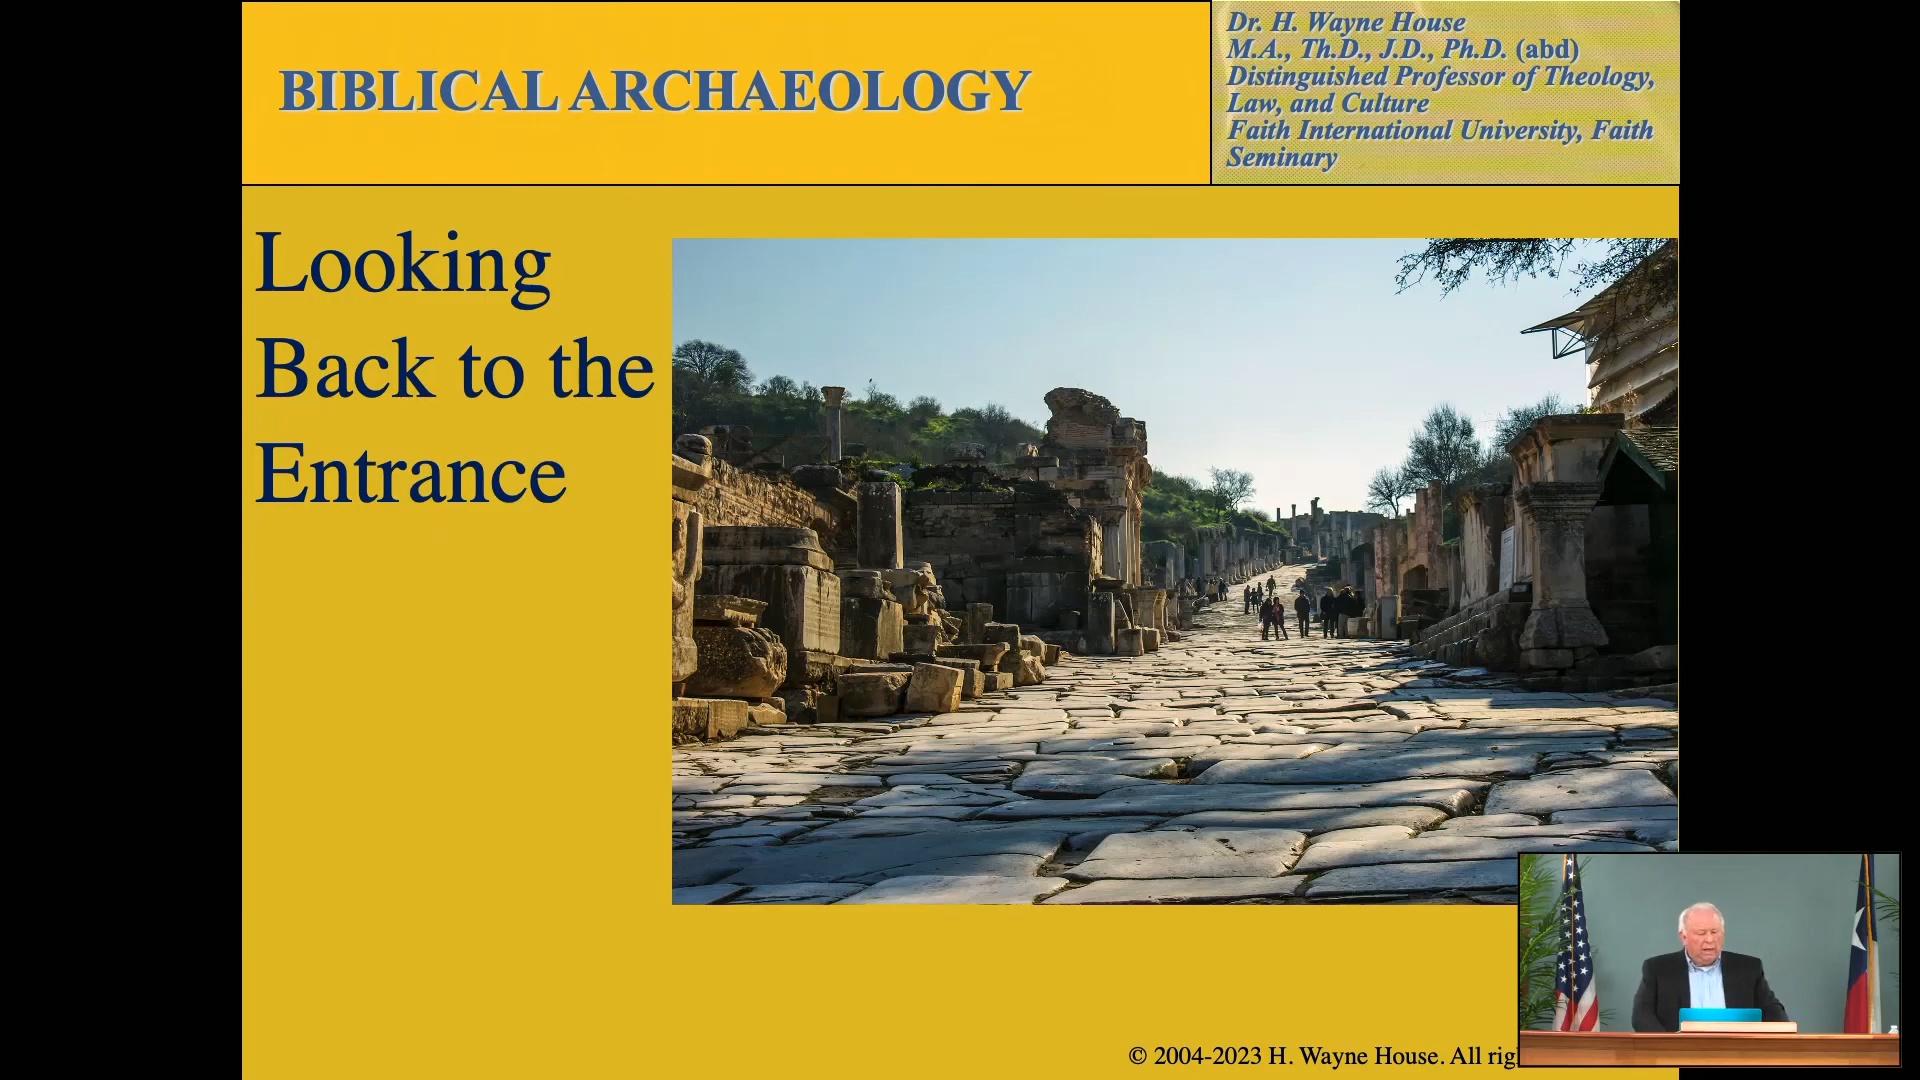 BIBLICAL ARCHAEOLOGY
Dr. H. Wayne House
M.A., Th.D., J.D., Ph.D. (abd)
Distinguished Professor of Theology,
Law, and Culture
Faith International University, Faith
Seminary
Looking
Back to the
Entrance
© 2004-2023 H. Wayne House. All rig